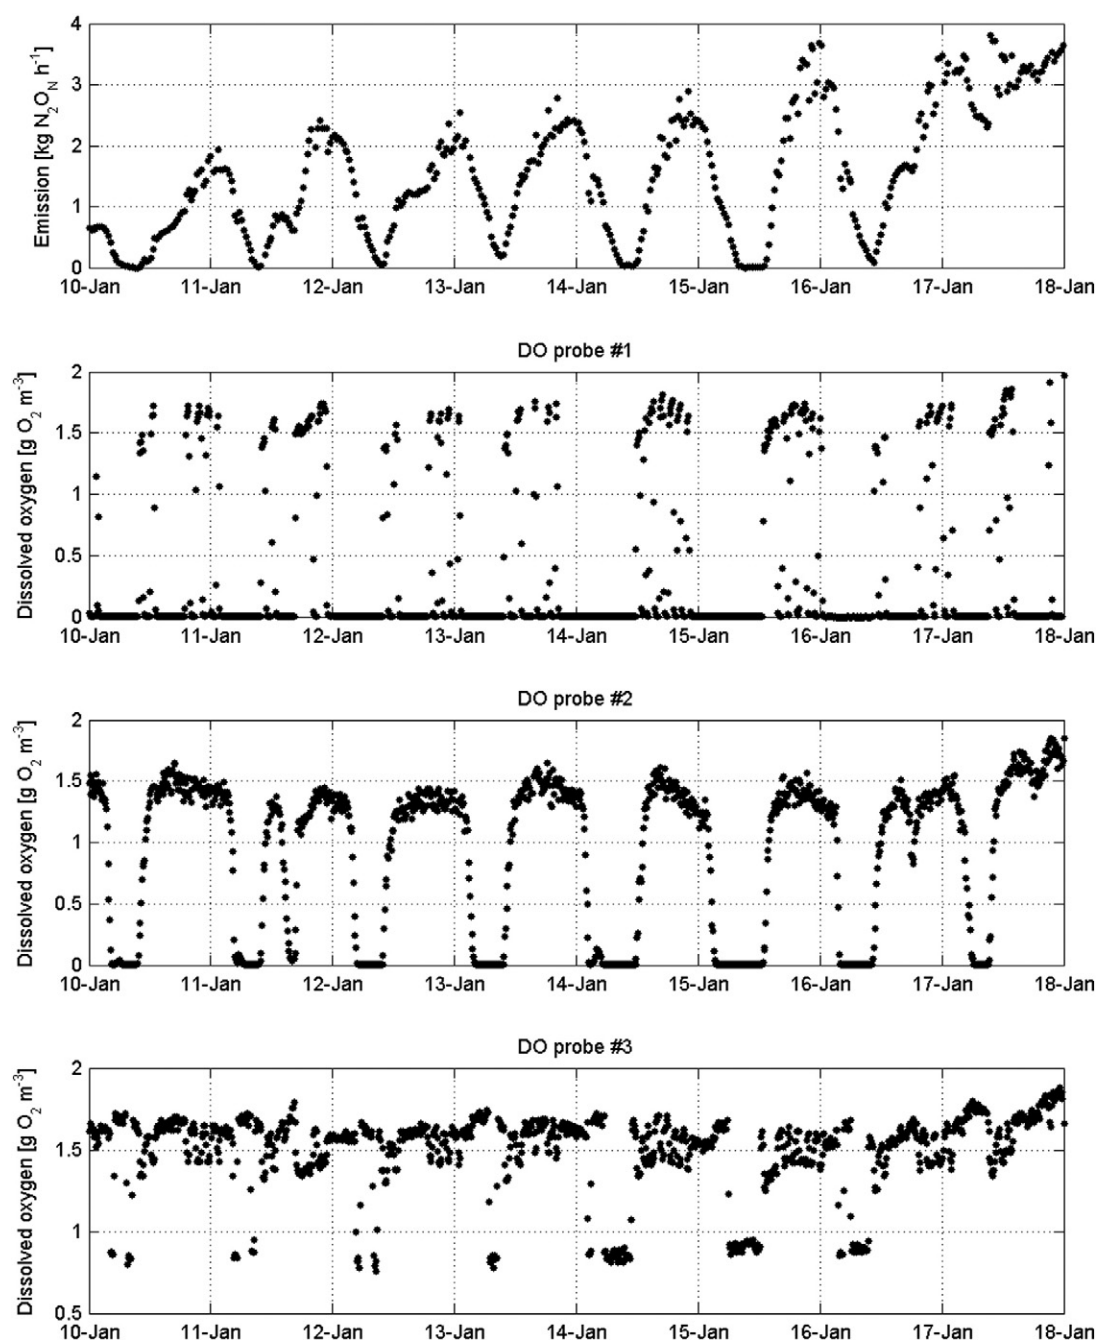 Emission [kg N2ON h-1]
4
3
2
1
0
10-Jan 11-Jan 12-Jan 13-Jan 14-Jan 15-Jan 16-Jan 17-Jan 18-Jan
DO probe #1
Dissolved oxygen [g O2 m-3]
2
1.5
1
0.5
0
10-Jan 11-Jan 12-Jan 13-Jan 14-Jan 15-Jan 16-Jan 17-Jan 18-Jan
DO probe #2
Dissolved oxygen [g O2 m-3]
2
1.5
1
0.5
0
10-Jan 11-Jan 12-Jan 13-Jan 14-Jan 15-Jan 16-Jan 17-Jan 18-Jan
DO probe #3
Dissolved oxygen [g O2 m-3]
2
1.5
1
0.5
10-Jan 11-Jan 12-Jan 13-Jan 14-Jan 15-Jan 16-Jan 17-Jan 18-Jan